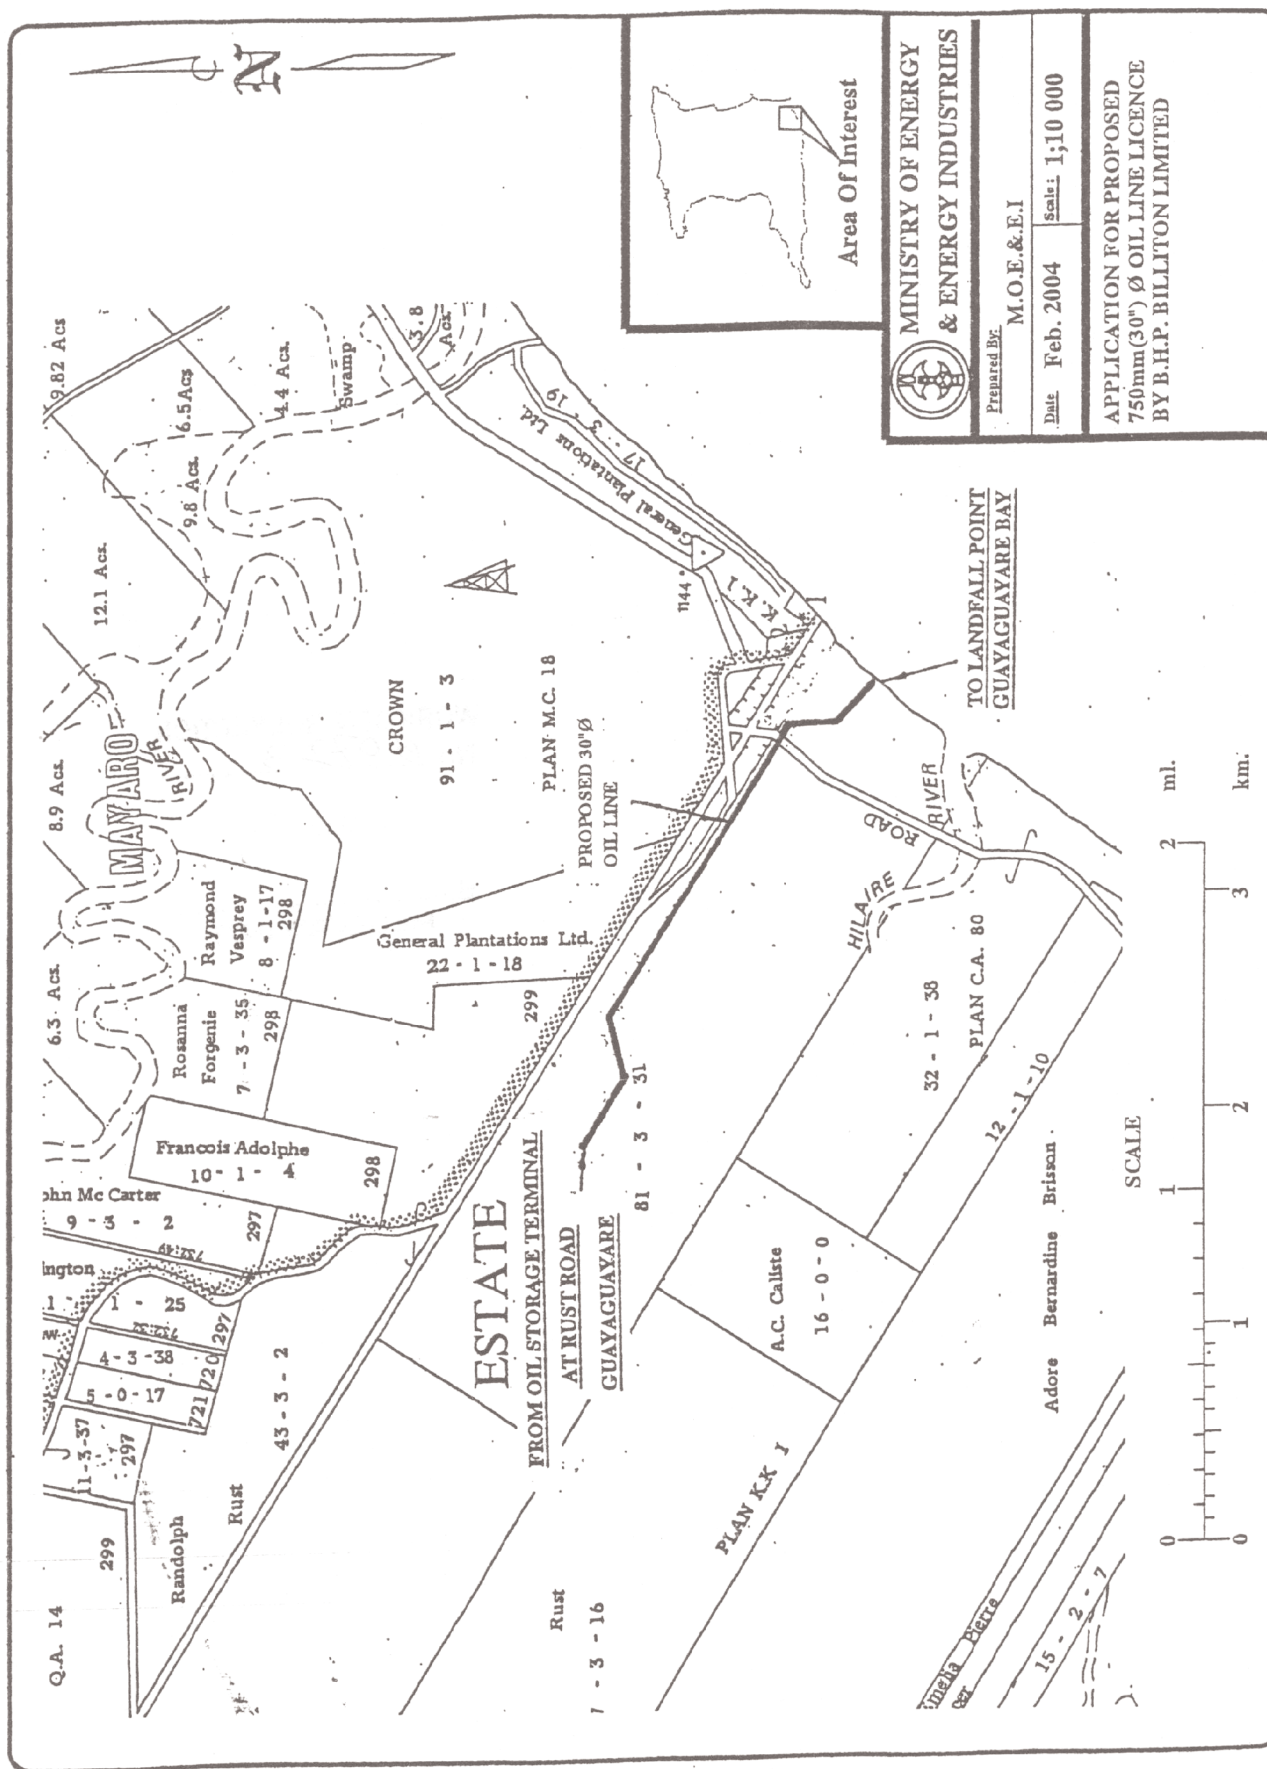 N
Q.A. 14
299
Randolph
Rust
43 - 3 - 2
11-3-37
297
5 - 0 - 17
721
4 - 3 -38
720
1 - 25
297
732:32
ington
ohn Mc Carter
9 - 3 - 2
732:49
297
Francois Adolphe
10 - 1 - 4
298
6.3 Acs.
Rosanna
Forgenie
7 - 3 - 35
298
Raymond
Vesprey
8 - 1-17
298
8.9 Acs.
MAYARO
RIVER
12.1 Acs.
9.8 Acs.
6.5Acs
9.82 Acs
4.4 Acs.
Swamp
3.8
Acs.
General Plantations Ltd.
22 - 1 - 18
299
CROWN
91 - 1 - 3
PLAN M.C. 18
PROPOSED 30"Ø
OIL LINE
1144
General Plantations Ltd.
17 - 3 - 19
K.K.1
1
ESTATE
FROM OIL STORAGE TERMINAL
AT RUST ROAD
GUAYAGUAYARE
81 - 3 - 31
Rust
- 3 - 16
PLAN K.K 1
A.C. Caliste
16 - 0 - 0
ROAD
HILAIRE
RIVER
32 - 1 - 38
PLAN C.A. 80
12 - 1 - 10
Adore Bernardine Brisson
Pierre
15 - 2 - 7
TO LANDFALL POINT
GUAYAGUARE BAY
SCALE
0 1 2 ml.
0 1 2 3 km.
Area Of Interest
MINISTRY OF ENERGY
& ENERGY INDUSTRIES
Prepared By:
M.O.E.&.E.I
Date Feb. 2004 Scale: 1;10 000
APPLICATION FOR PROPOSED
750mm(30") Ø OIL LINE LICENCE
BY B.H.P. BILLITON LIMITED